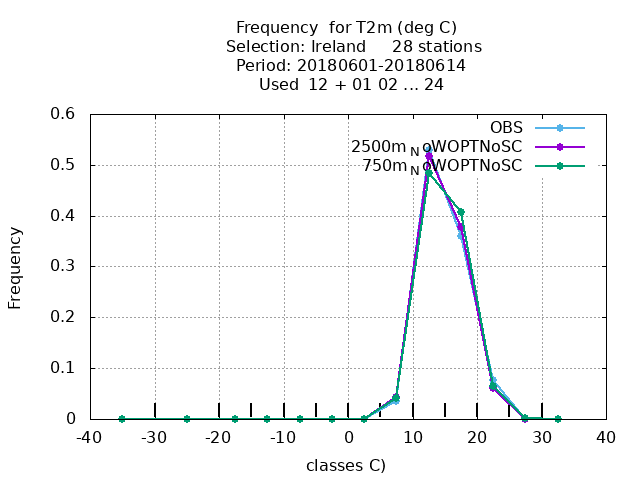 Frequency  for T2m (deg C)
Selection: Ireland     28 stations
Period: 20180601-20180614
Used  12 + 01 02 ... 24
OBS
2500m_NoWOPTNoSC
750m_NoWOPTNoSC
Frequency
0.6
0.5
0.4
0.3
0.2
0.1
0
-40 -30 -20 -10 0 10 20 30 40
classes C)